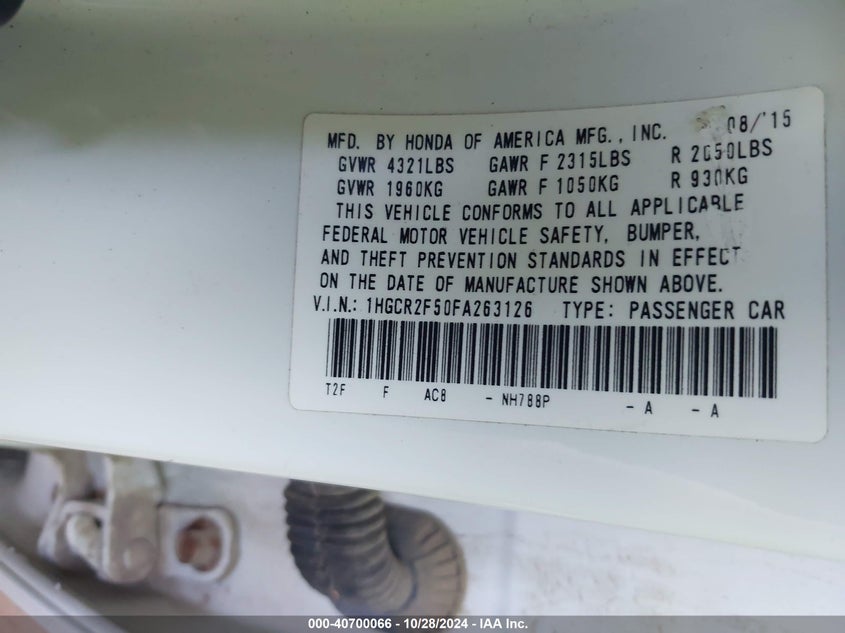 08/'15
MFD. BY HONDA OF AMERICA MFG., INC.
GVWR 4321LBS GAWR F 2315LBS R 2050LBS
GVWR 1960KG GAWR F 1050KG R 930KG
THIS VEHICLE CONFORMS TO ALL APPLICABLE
FEDERAL MOTOR VEHICLE SAFETY, BUMPER,
AND THEFT PREVENTION STANDARDS IN EFFECT
ON THE DATE OF MANUFACTURE SHOWN ABOVE.
V.I.N.: 1HGCR2F50FA263126 TYPE: PASSENGER CAR
T2F F AC8 - NH788P - A - A
000-40700066 - 10/28/2024 - IAA Inc.